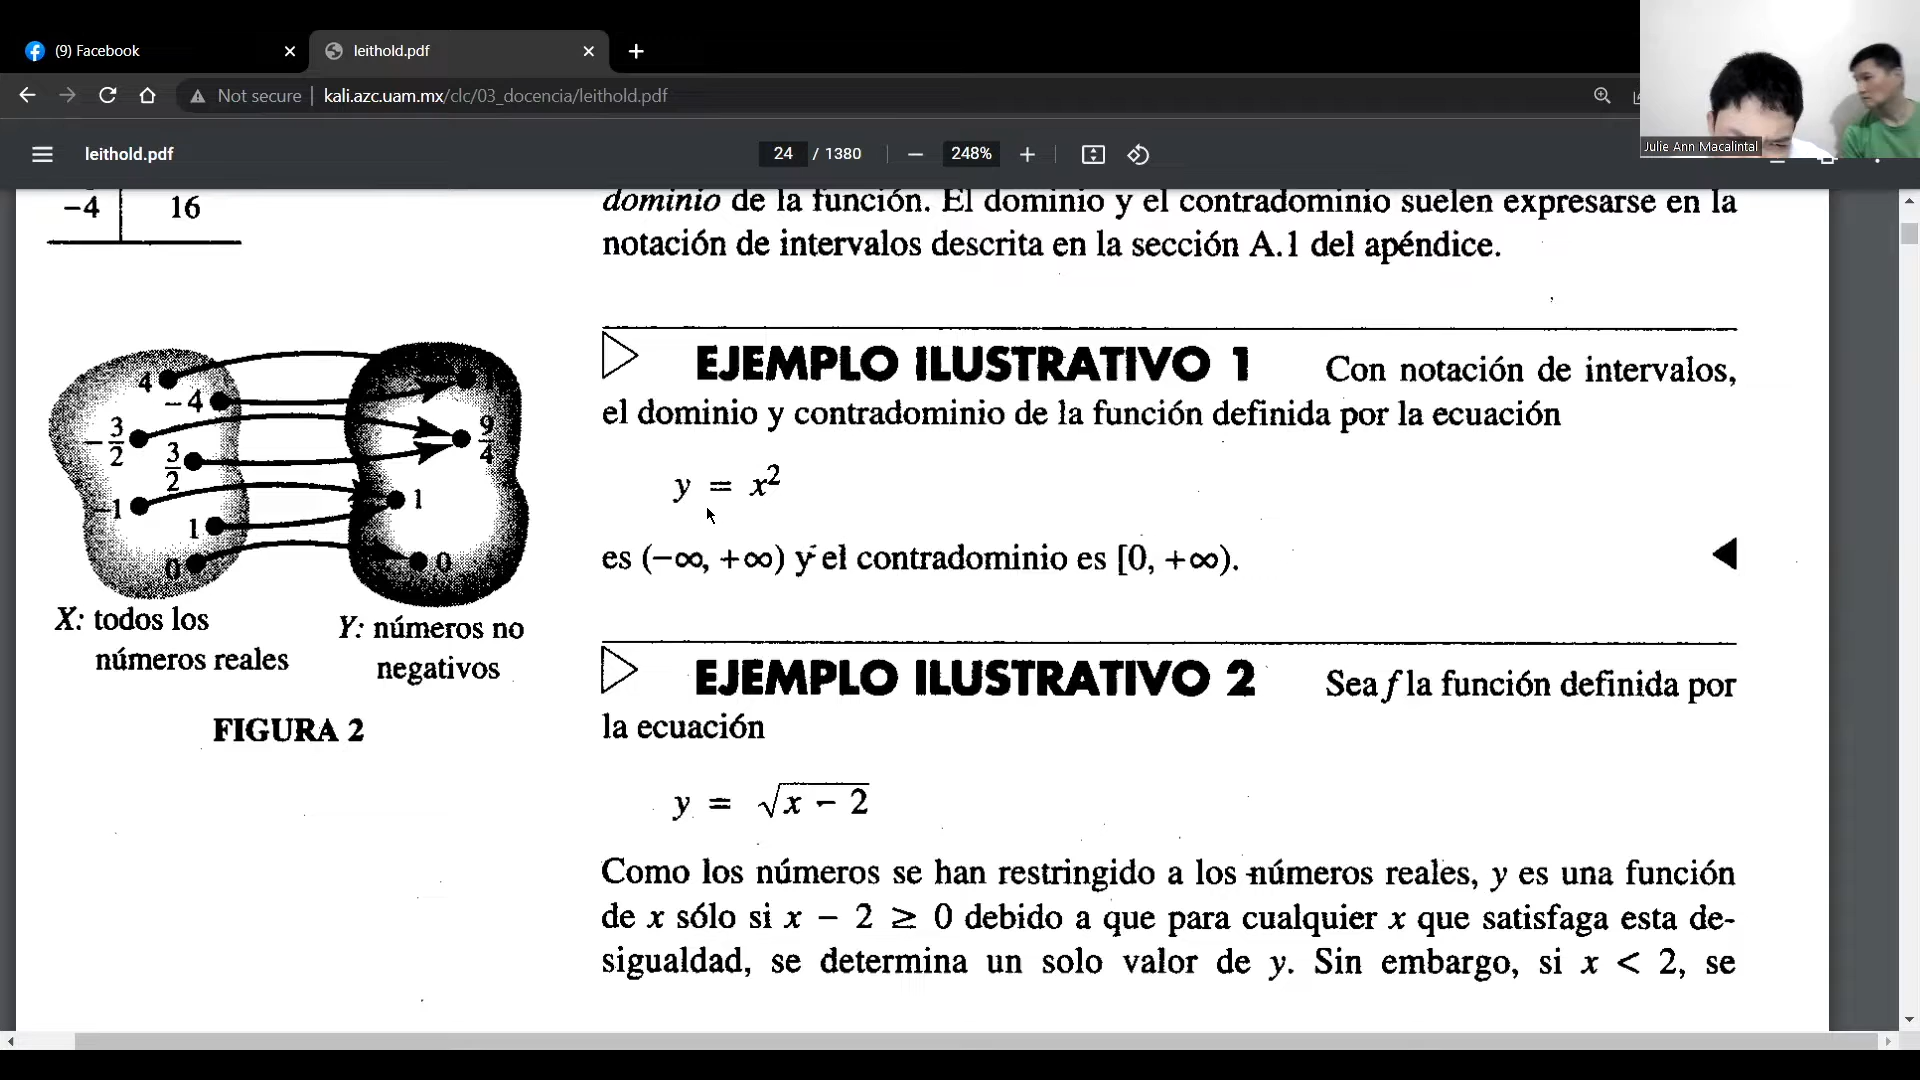 (9) Facebook
leithold.pdf
Not secure | kali.azc.uam.mx/clc/03_docencia/leithold.pdf
leithold.pdf
24 / 1380
248%
Julie Ann Macalintal
−4 16
dominio de la función. El dominio y el contradominio suelen expresarse en la
notación de intervalos descrita en la sección A.1 del apéndice.
4
−4
−3/2
3/2
−1
1
0
9/4
1
0
X: todos los
números reales
Y: números no
negativos
FIGURA 2
EJEMPLO ILUSTRATIVO 1 Con notación de intervalos,
el dominio y contradominio de la función definida por la ecuación
y = x²
es (−∞, +∞) y el contradominio es [0, +∞).
EJEMPLO ILUSTRATIVO 2 Sea f la función definida por
la ecuación
y = √(x − 2)
Como los números se han restringido a los números reales, y es una función
de x sólo si x − 2 ≥ 0 debido a que para cualquier x que satisfaga esta de-
sigualdad, se determina un solo valor de y. Sin embargo, si x < 2, se